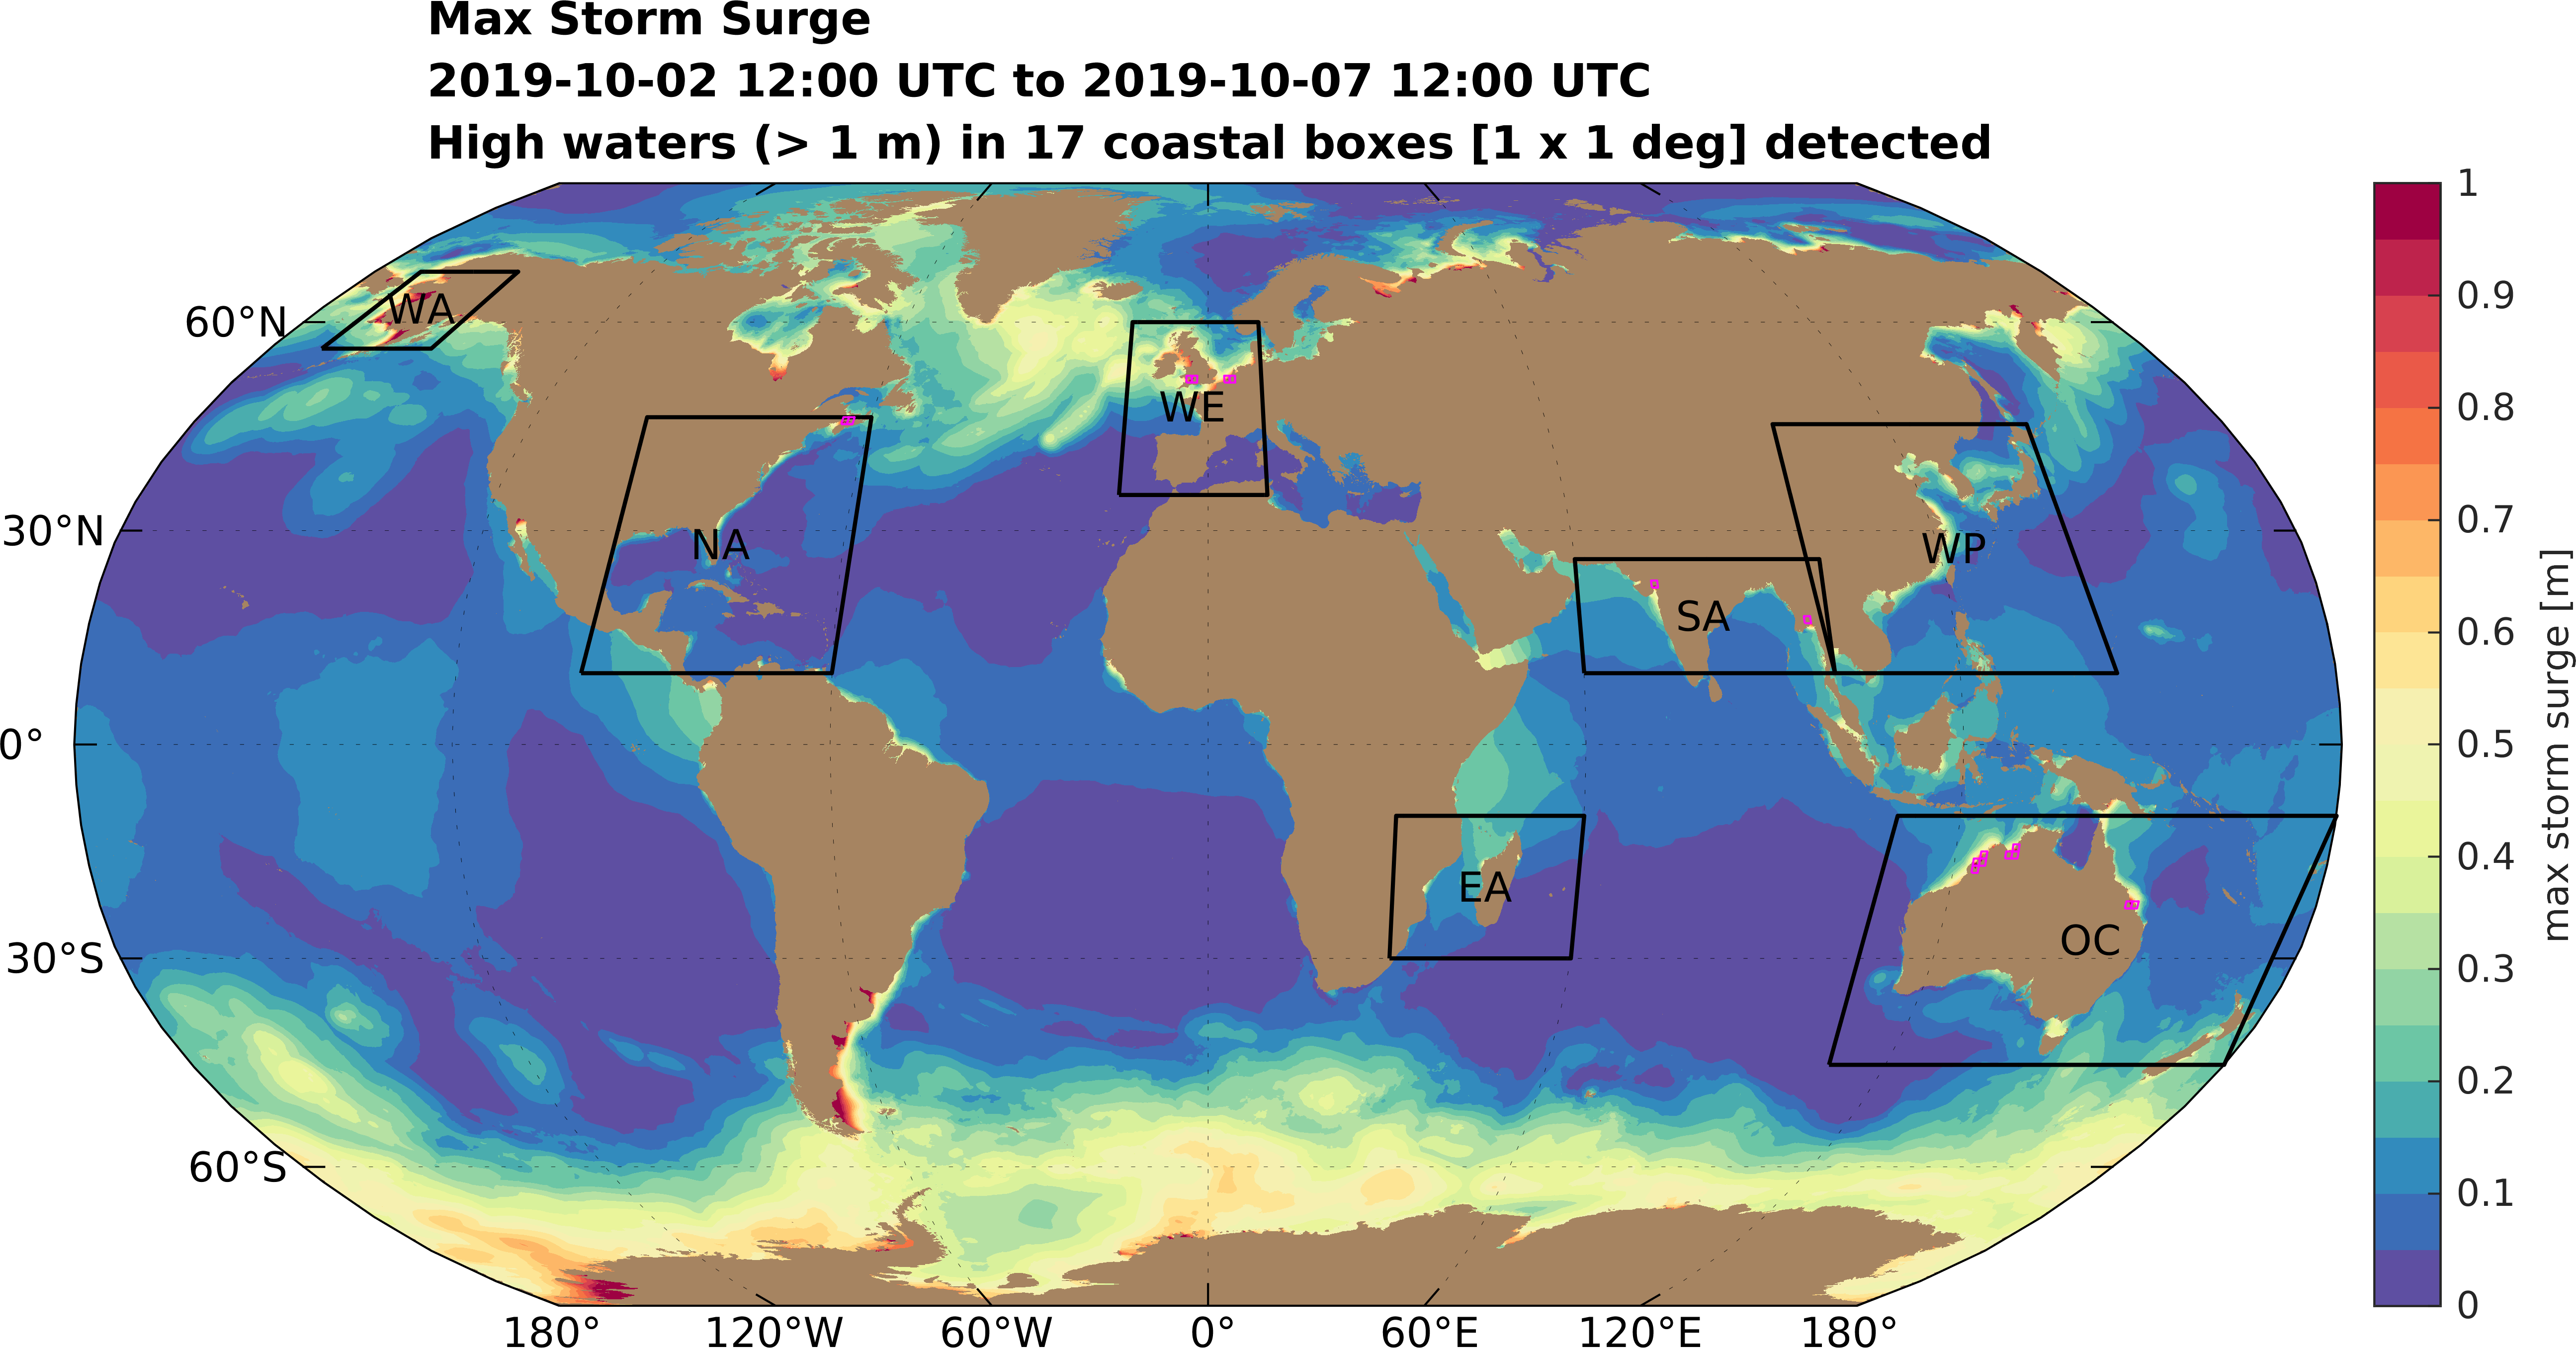 Max Storm Surge
2019-10-02 12:00 UTC to 2019-10-07 12:00 UTC
High waters (> 1 m) in 17 coastal boxes [1 x 1 deg] detected
60°N
30°N
0°
30°S
60°S
WA
NA
WE
SA
WP
EA
OC
180°
120°W
60°W
0°
60°E
120°E
180°
1
0.9
0.8
0.7
0.6
0.5
0.4
0.3
0.2
0.1
0
max storm surge [m]